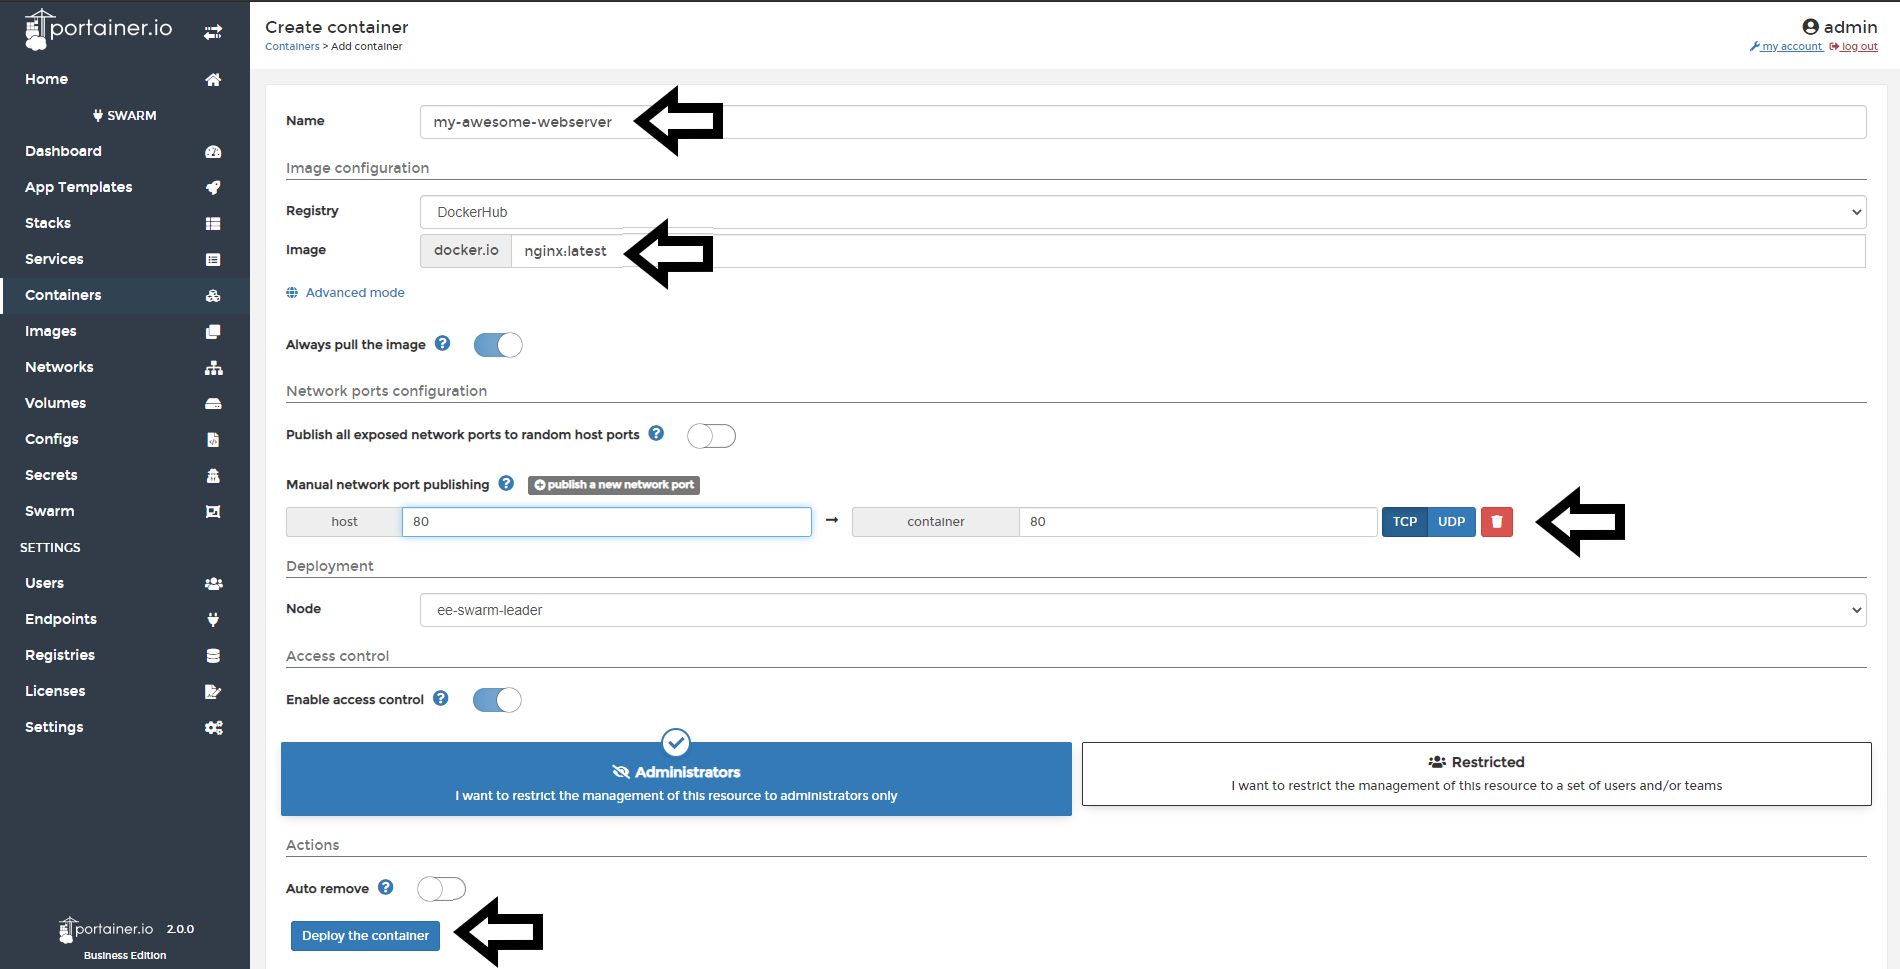 portainer.io
Home
SWARM
Dashboard
App Templates
Stacks
Services
Containers
Images
Networks
Volumes
Configs
Secrets
Swarm
SETTINGS
Users
Endpoints
Registries
Licenses
Settings
portainer.io 2.0.0
Business Edition
Create container
Containers > Add container
admin
my account log out
Name my-awesome-webserver
Image configuration
Registry DockerHub
Image docker.io nginx:latest
Advanced mode
Always pull the image ?
Network ports configuration
Publish all exposed network ports to random host ports ?
Manual network port publishing ? publish a new network port
host 80 → container 80 TCP UDP
Deployment
Node ee-swarm-leader
Access control
Enable access control ?
Administrators
I want to restrict the management of this resource to administrators only
Restricted
I want to restrict the management of this resource to a set of users and/or teams
Actions
Auto remove ?
Deploy the container